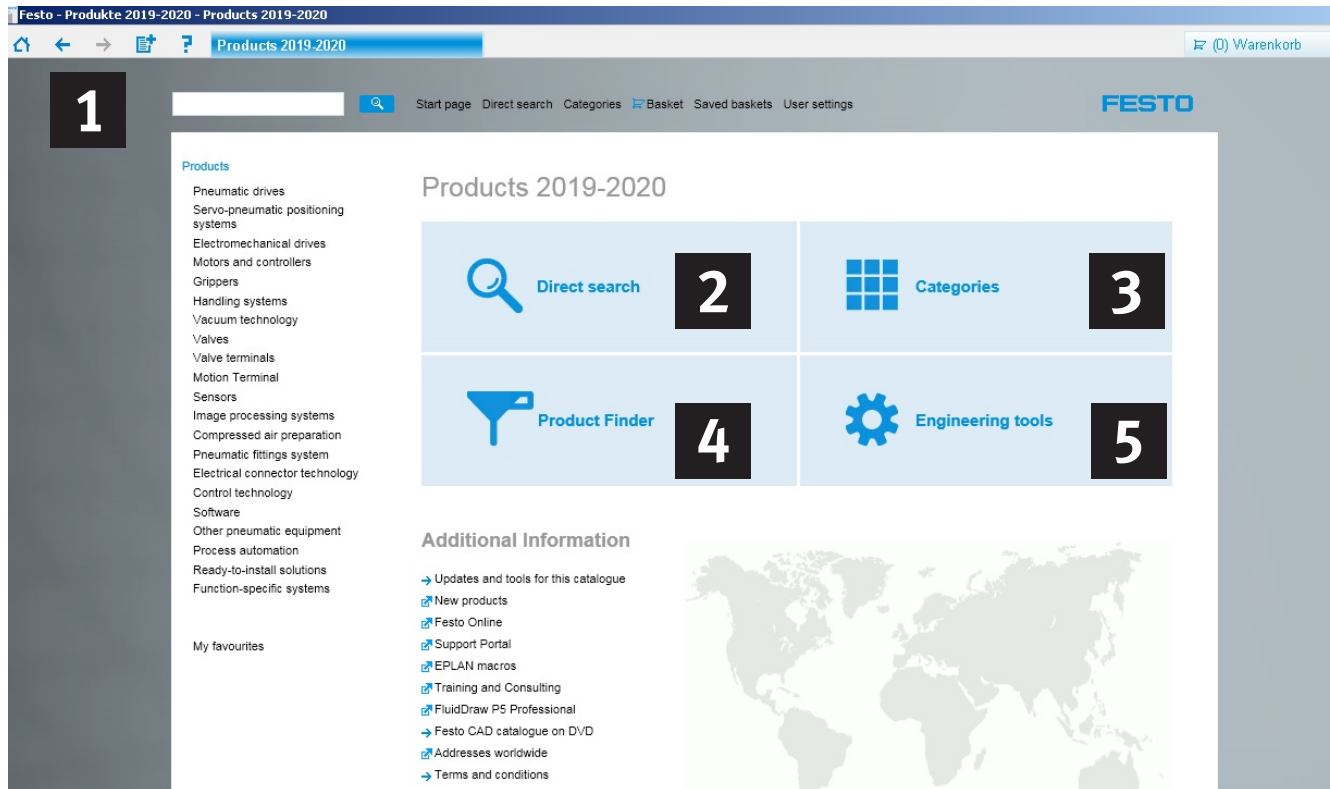 Festo - Produkte 2019-2020 - Products 2019-2020
Products 2019-2020
(0) Warenkorb
1
Start page Direct search Categories Basket Saved baskets User settings
FESTO
Products
Pneumatic drives
Servo-pneumatic positioning
systems
Electromechanical drives
Motors and controllers
Grippers
Handling systems
Vacuum technology
Valves
Valve terminals
Motion Terminal
Sensors
Image processing systems
Compressed air preparation
Pneumatic fittings system
Electrical connector technology
Control technology
Software
Other pneumatic equipment
Process automation
Ready-to-install solutions
Function-specific systems
My favourites
Products 2019-2020
Direct search
2
Categories
3
Product Finder
4
Engineering tools
5
Additional Information
Updates and tools for this catalogue
New products
Festo Online
Support Portal
EPLAN macros
Training and Consulting
FluidDraw P5 Professional
Festo CAD catalogue on DVD
Addresses worldwide
Terms and conditions